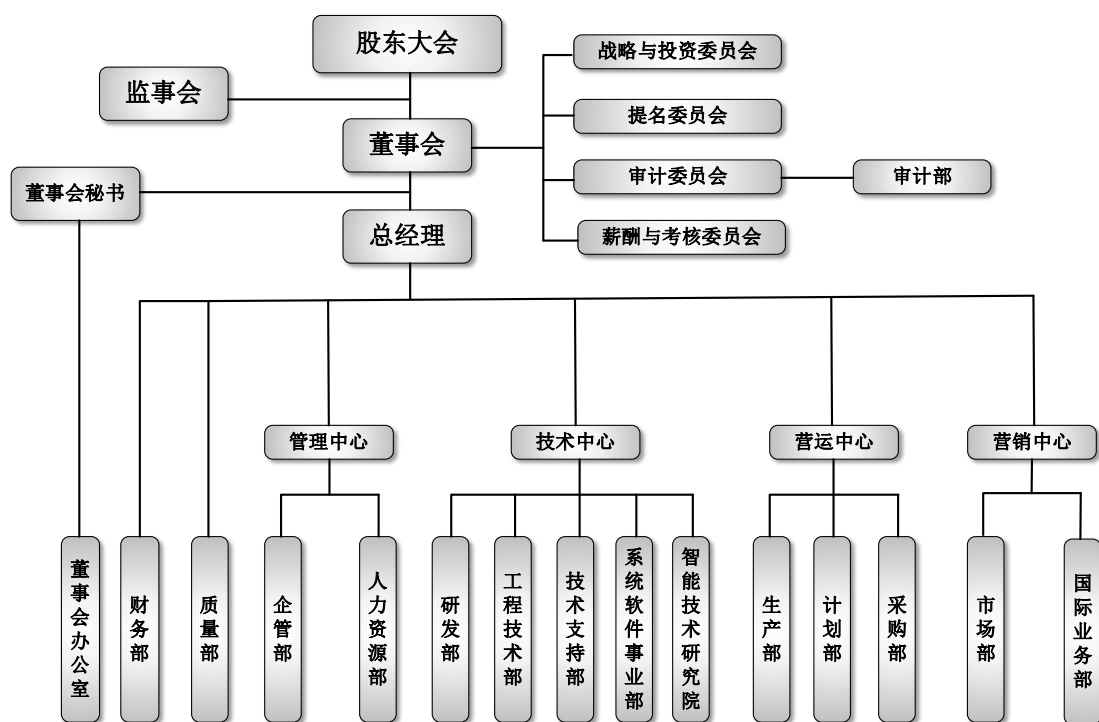 股东大会
战略与投资委员会
监事会
提名委员会
董事会
审计委员会
审计部
董事会秘书
总经理
薪酬与考核委员会
管理中心
技术中心
营运中心
营销中心
董事会办公室
财务部
质量部
企管部
人力资源部
研发部
工程技术部
技术支持部
系统软件事业部
智能技术研究院
生产部
计划部
采购部
市场部
国际业务部